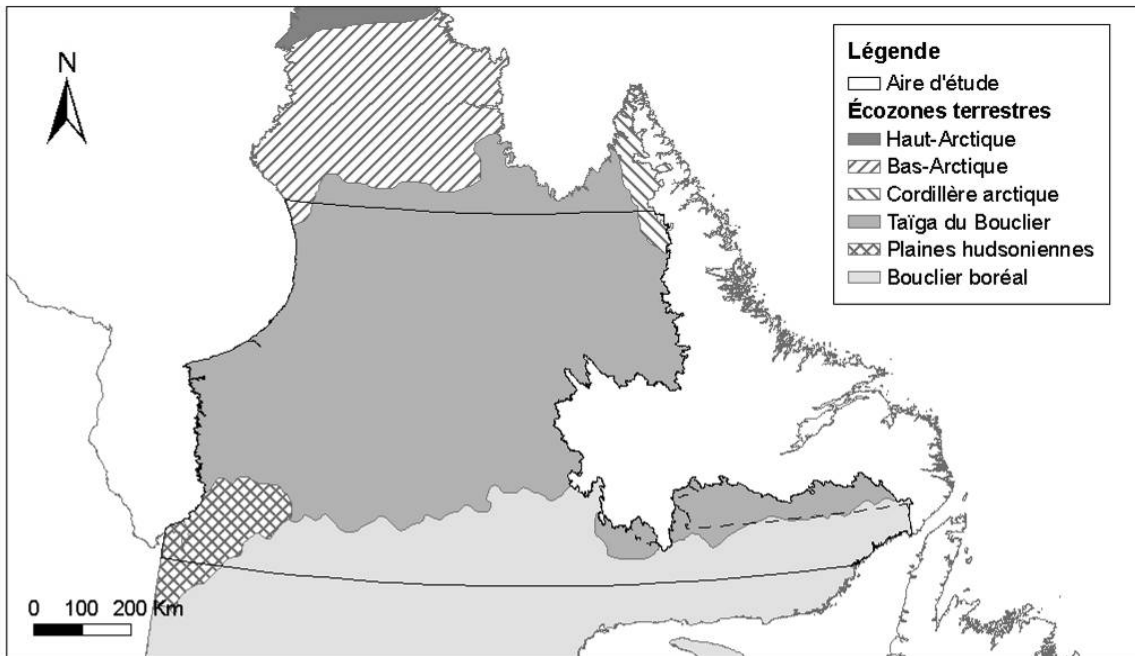 N
Légende
Aire d'étude
Écozones terrestres
Haut-Arctique
Bas-Arctique
Cordillère arctique
Taïga du Bouclier
Plaines hudsoniennes
Bouclier boréal
0 100 200 Km